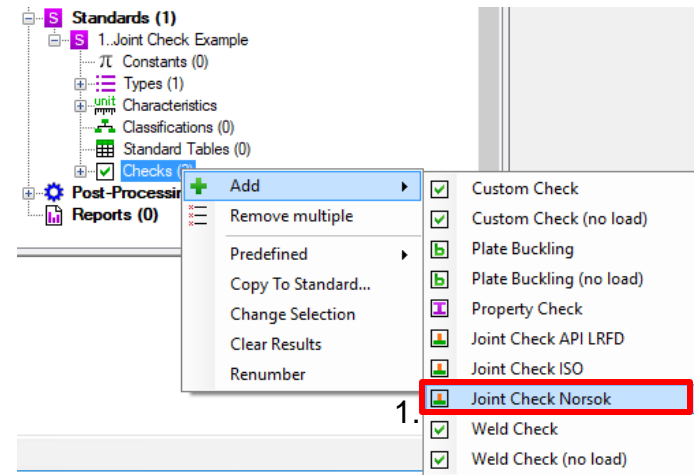 S Standards (1)
S 1..Joint Check Example
π Constants (0)
Types (1)
unit Characteristics
Classifications (0)
Standard Tables (0)
Checks
Post-Processin
Reports (0)
Add
Remove multiple
Predefined
Copy To Standard...
Change Selection
Clear Results
Renumber
Custom Check
Custom Check (no load)
b Plate Buckling
b Plate Buckling (no load)
Property Check
Joint Check API LRFD
Joint Check ISO
1. Joint Check Norsok
Weld Check
Weld Check (no load)